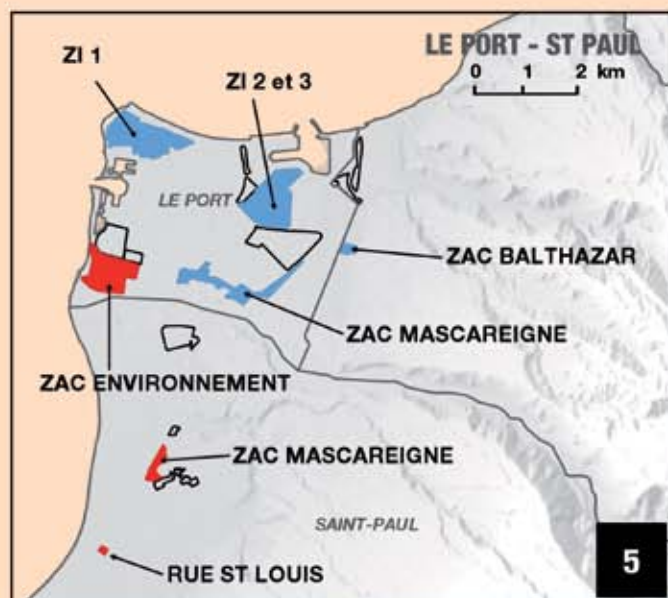 LE PORT - ST PAUL
0 1 2 km
ZI 1
ZI 2 et 3
LE PORT
ZAC BALTHAZAR
ZAC MASCAREIGNE
ZAC ENVIRONNEMENT
ZAC MASCAREIGNE
SAINT-PAUL
RUE ST LOUIS
5